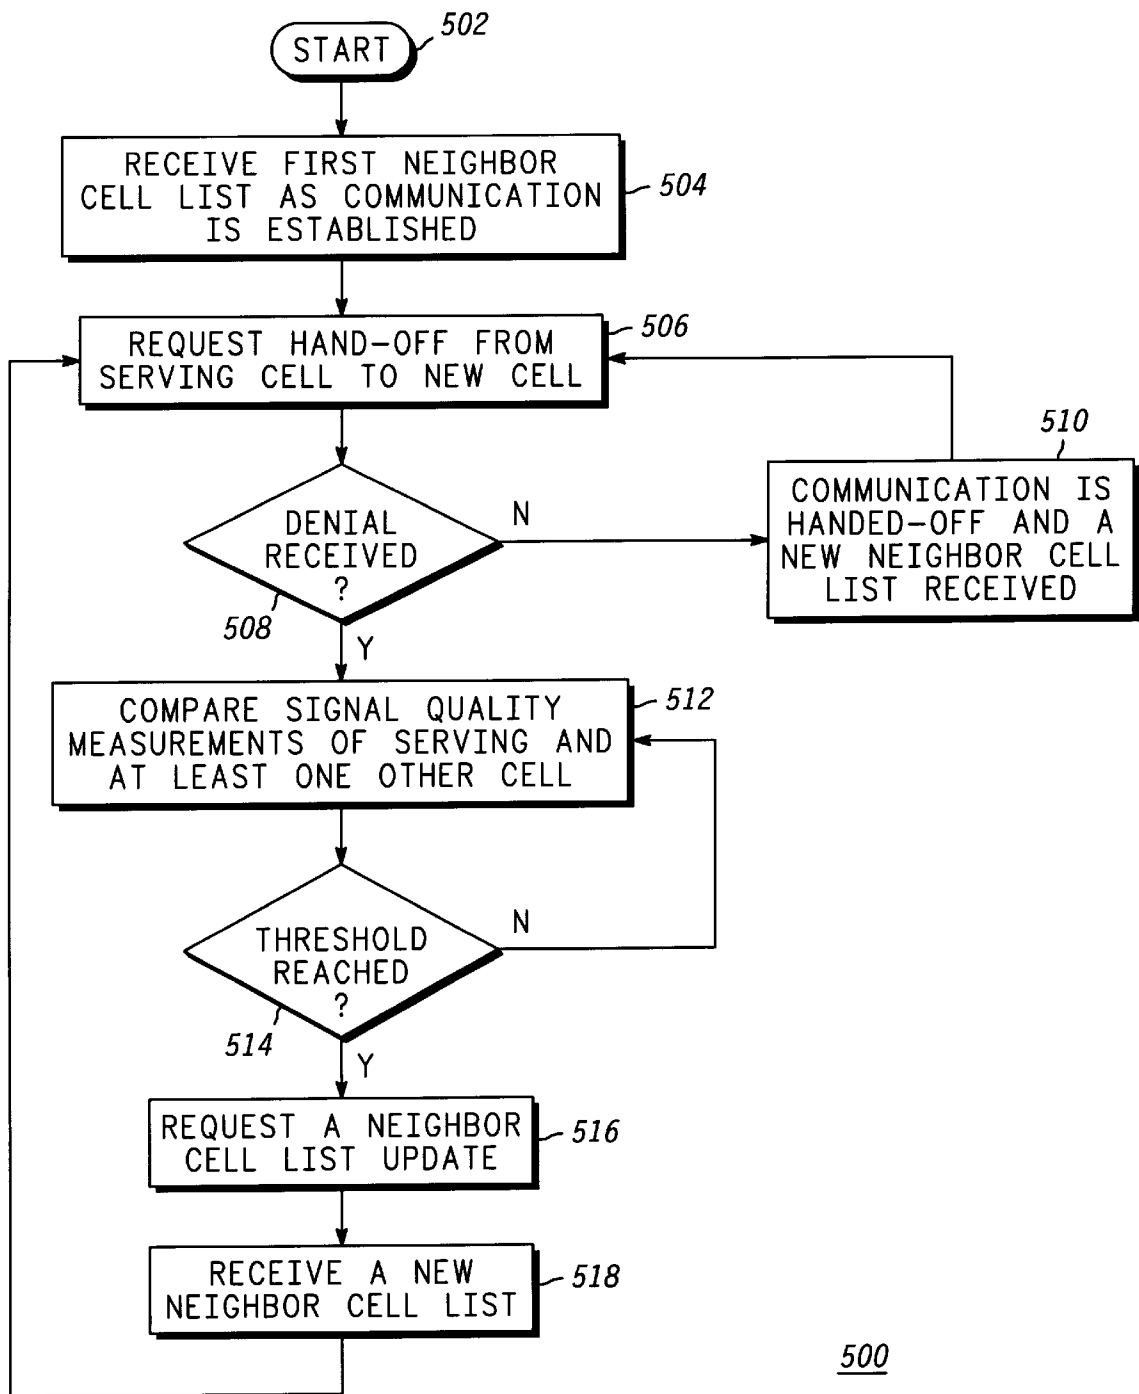 START
502
RECEIVE FIRST NEIGHBOR
CELL LIST AS COMMUNICATION
IS ESTABLISHED
504
REQUEST HAND-OFF FROM
SERVING CELL TO NEW CELL
506
DENIAL
RECEIVED
?
508
N
Y
COMMUNICATION IS
HANDED-OFF AND A
NEW NEIGHBOR CELL
LIST RECEIVED
510
COMPARE SIGNAL QUALITY
MEASUREMENTS OF SERVING AND
AT LEAST ONE OTHER CELL
512
THRESHOLD
REACHED
?
514
N
Y
REQUEST A NEIGHBOR
CELL LIST UPDATE
516
RECEIVE A NEW
NEIGHBOR CELL LIST
518
500